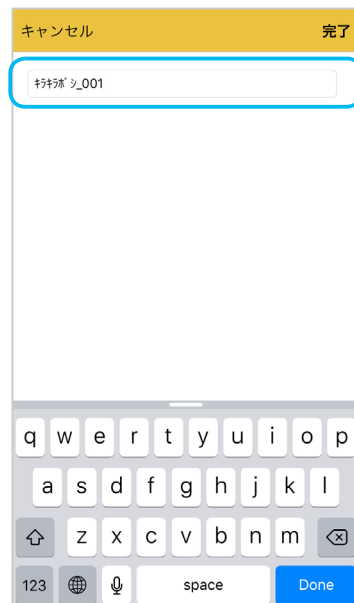 キャンセル 完了
ｷﾗｷﾗﾎﾞｼ_001
q w e r t y u i o p
a s d f g h j k l
z x c v b n m
123 space Done